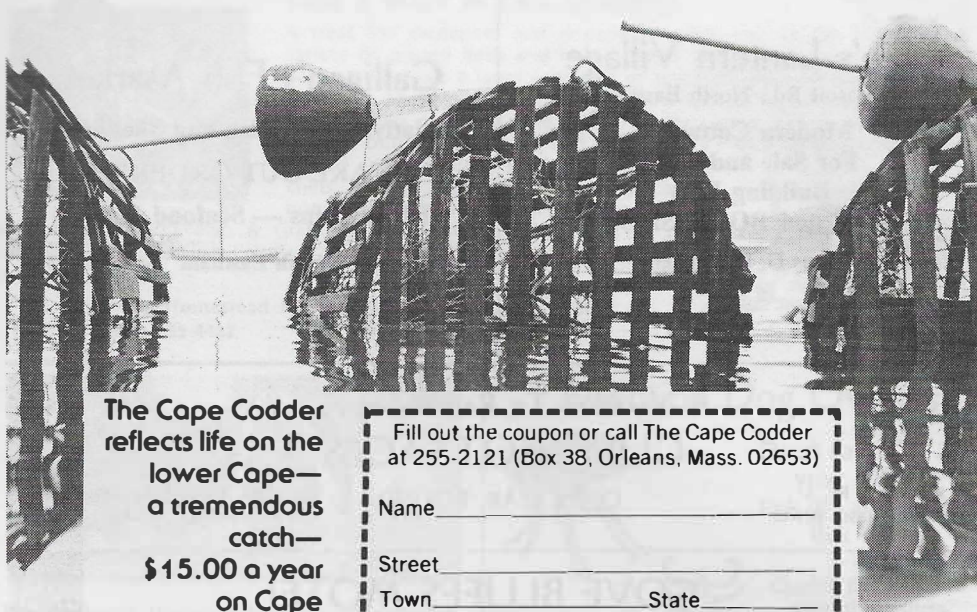 The Cape Codder
reflects life on the
lower Cape—
a tremendous
catch—
$15.00 a year
on Cape
Fill out the coupon or call The Cape Codder
at 255-2121 (Box 38, Orleans, Mass. 02653)
Name
Street
Town State